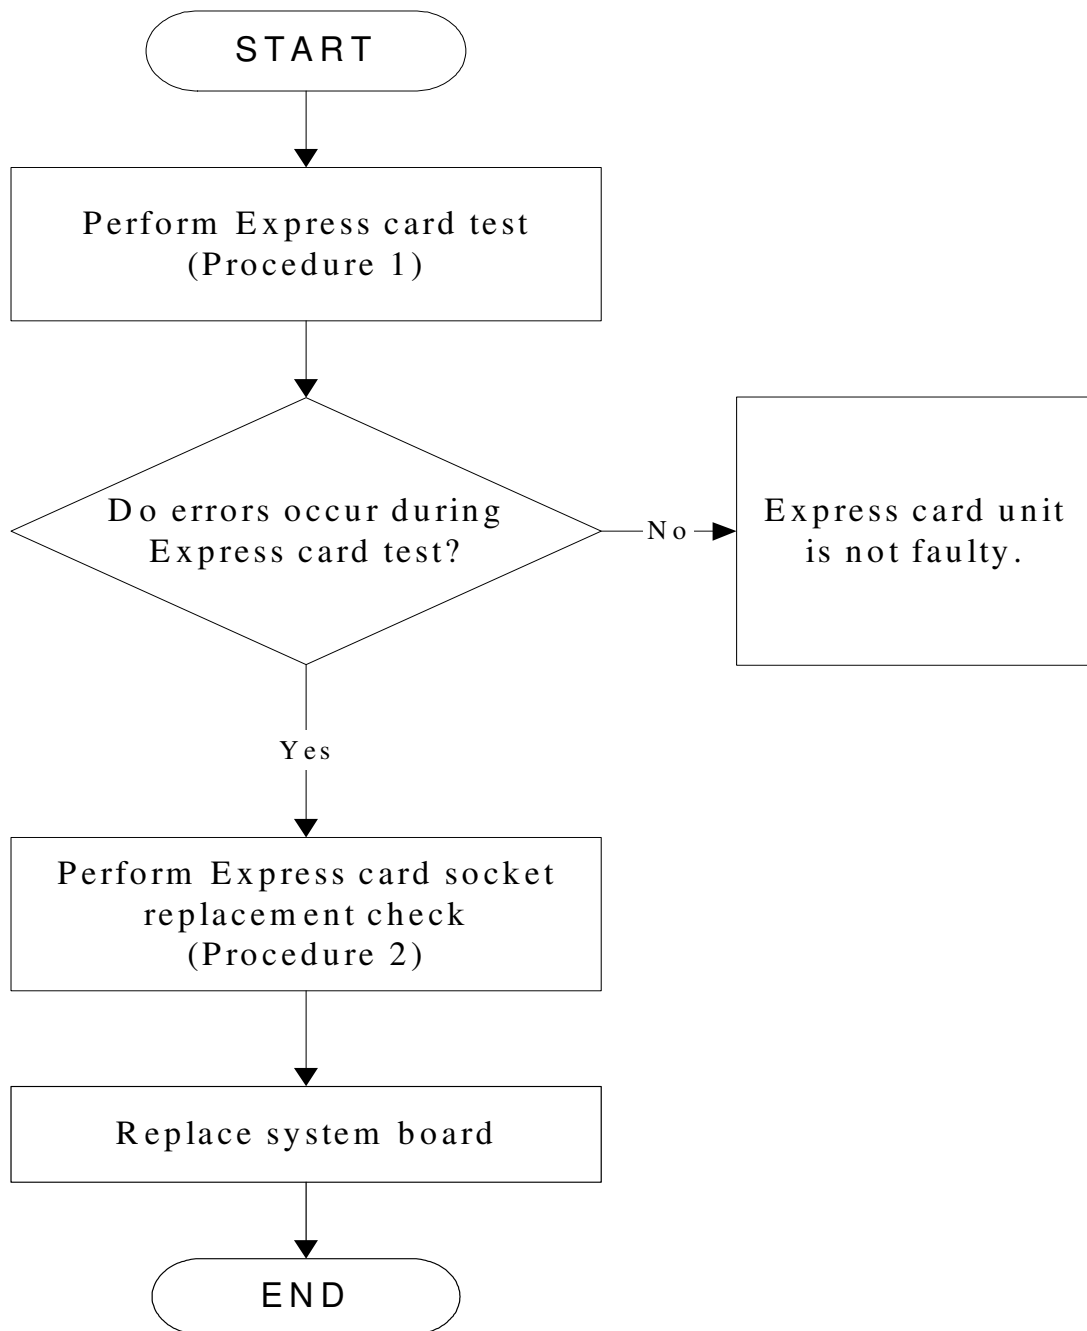 START
Perform Express card test
(Procedure 1)
Do errors occur during
Express card test?
No
Express card unit
is not faulty.
Yes
Perform Express card socket
replacement check
(Procedure 2)
Replace system board
END